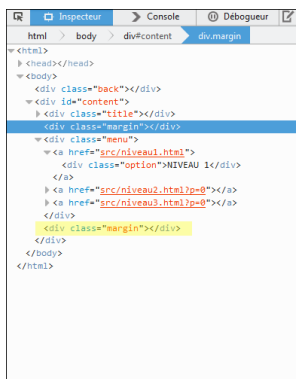 Inspecteur Console Débogueur
html body div#content div.margin
<html>
<head></head>
<body>
<div class="back"></div>
<div id="content">
<div class="title"></div>
<div class="margin"></div>
<div class="menu">
<a href="src/niveau1.html">
<div class="option">NIVEAU 1</div>
</a>
<a href="src/niveau2.html?p=0"></a>
<a href="src/niveau3.html?p=0"></a>
</div>
<div class="margin"></div>
</div>
</body>
</html>